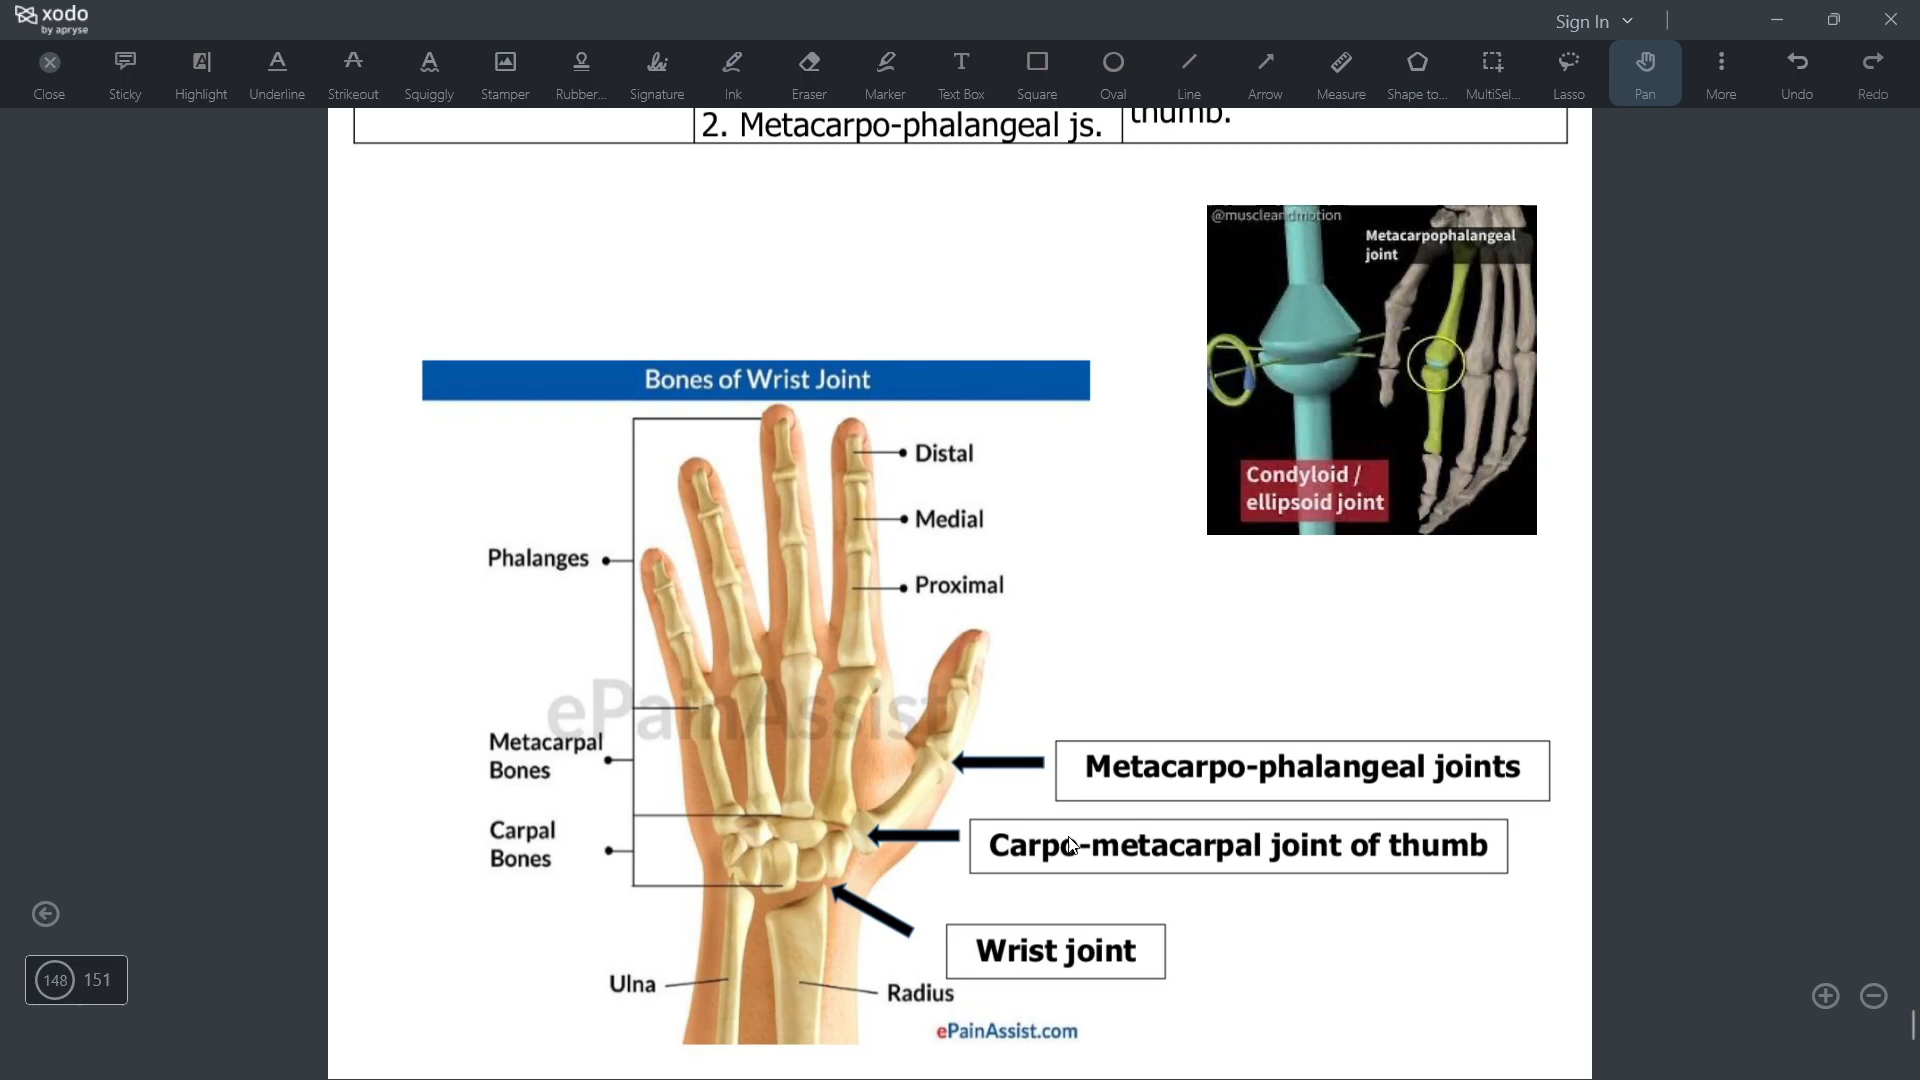 xodo
by apryse
Sign In
Close
Sticky
Highlight
Underline
Strikeout
Squiggly
Stamper
Rubber...
Signature
Ink
Eraser
Marker
Text Box
Square
Oval
Line
Arrow
Measure
Shape to...
MultiSel...
Lasso
Pan
More
Undo
Redo
2. Metacarpo-phalangeal js.
thumb.
@muscleandmotion
Metacarpophalangeal
joint
Condyloid /
ellipsoid joint
Bones of Wrist Joint
Distal
Medial
Phalanges
Proximal
ePainAssist
Metacarpal
Bones
Metacarpo-phalangeal joints
Carpal
Bones
Carpo-metacarpal joint of thumb
Wrist joint
Ulna
Radius
ePainAssist.com
148 151